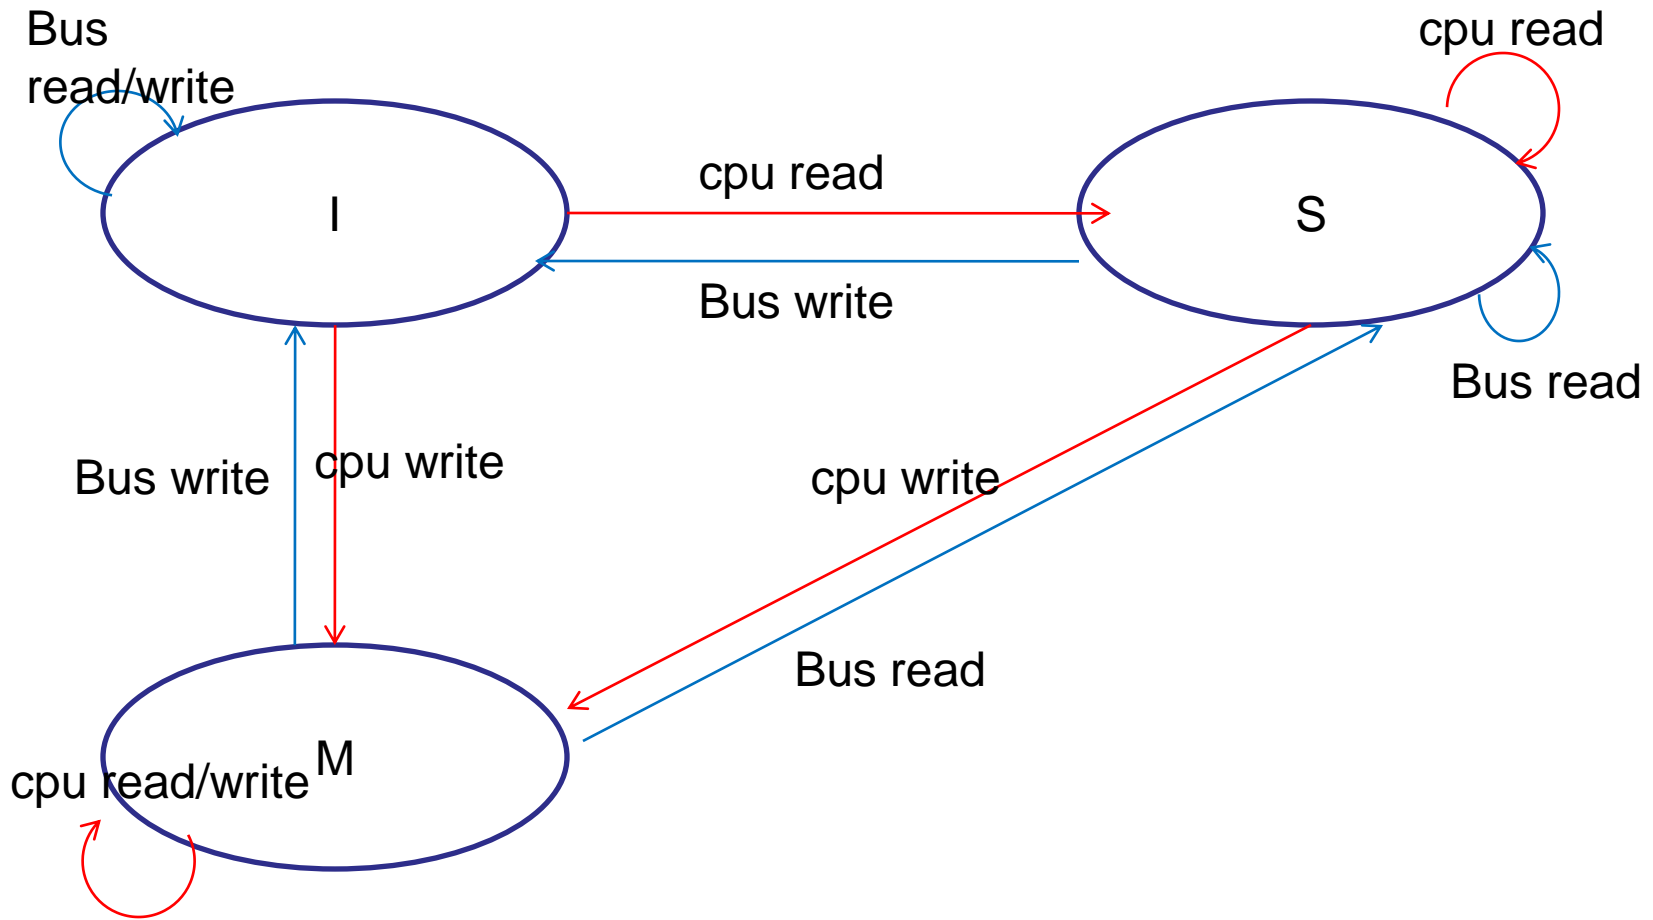 Bus
read/write
cpu read
cpu read
I
S
Bus write
Bus read
Bus write
cpu write
cpu write
Bus read
M
cpu read/write